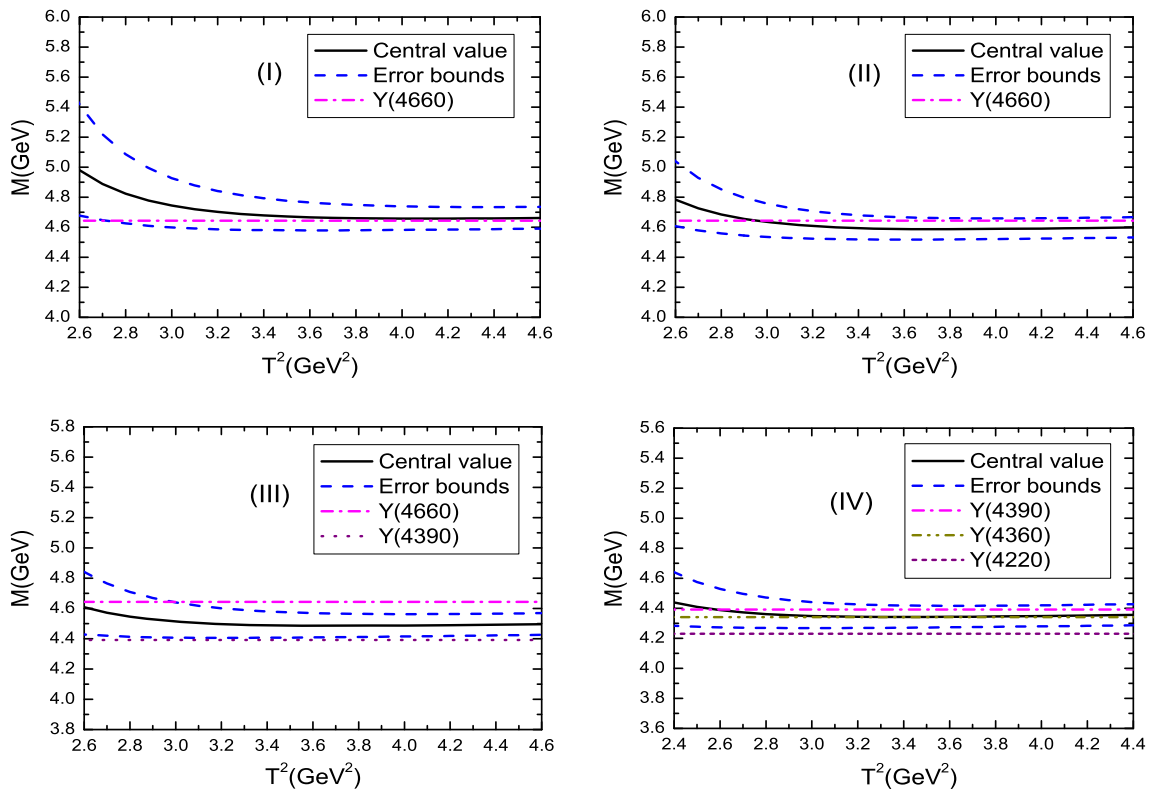 6.0
5.8
5.6
5.4
5.2
5.0
4.8
4.6
4.4
4.2
4.0
M(GeV)
(I)
Central value
Error bounds
Y(4660)
2.6 2.8 3.0 3.2 3.4 3.6 3.8 4.0 4.2 4.4 4.6
T²(GeV²)
6.0
5.8
5.6
5.4
5.2
5.0
4.8
4.6
4.4
4.2
4.0
M(GeV)
(II)
Central value
Error bounds
Y(4660)
2.6 2.8 3.0 3.2 3.4 3.6 3.8 4.0 4.2 4.4 4.6
T²(GeV²)
5.8
5.6
5.4
5.2
5.0
4.8
4.6
4.4
4.2
4.0
3.8
M(GeV)
(III)
Central value
Error bounds
Y(4660)
Y(4390)
2.6 2.8 3.0 3.2 3.4 3.6 3.8 4.0 4.2 4.4 4.6
T²(GeV²)
5.6
5.4
5.2
5.0
4.8
4.6
4.4
4.2
4.0
3.8
3.6
M(GeV)
(IV)
Central value
Error bounds
Y(4390)
Y(4360)
Y(4220)
2.4 2.6 2.8 3.0 3.2 3.4 3.6 3.8 4.0 4.2 4.4
T²(GeV²)